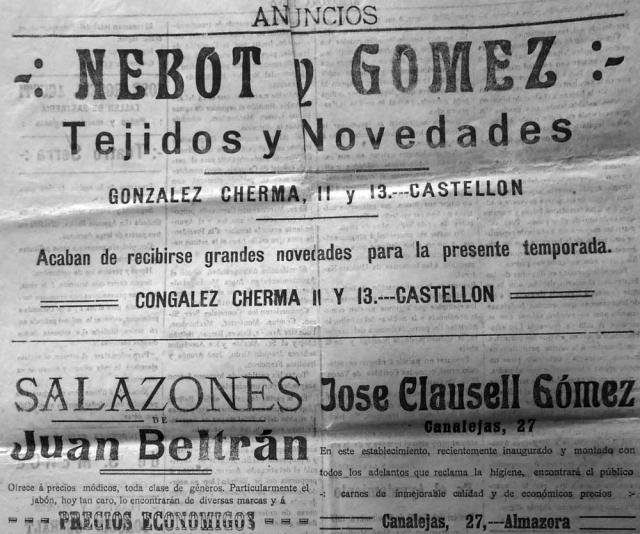 ANUNCIOS
-: NEBOT y GOMEZ :-
Tejidos y Novedades
GONZALEZ CHERMA, 11 y 13.---CASTELLON
Acaban de recibirse grandes novedades para la presente temporada.
CONGALEZ CHERMA 11 Y 13.---CASTELLON
SALAZONES
DE
Juan Beltrán
Ofrece á precios módicos, toda clase de géneros. Particularmente el
jabón, hoy tan caro, lo encontrarán de diversas marcas y á
--- PRECIOS ECONOMIGOS ---
Jose Clausell Gómez
Canalejas, 27
En este establecimiento, recientemente inaugurado y montado con
todos los adelantos que reclama la higiene, encontrará el público
-: carnes de inmejorable calidad y de económicos precios :-
Canalejas, 27,--Almazora